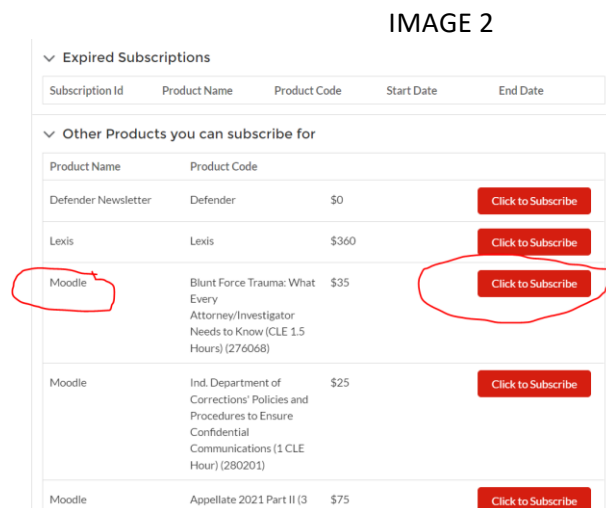 IMAGE 2
Expired Subscriptions
Subscription Id Product Name Product Code Start Date End Date
Other Products you can subscribe for
Product Name Product Code
Defender Newsletter Defender $0 Click to Subscribe
Lexis Lexis $360 Click to Subscribe
Moodle Blunt Force Trauma: What $35 Click to Subscribe
Every
Attorney/Investigator
Needs to Know (CLE 1.5
Hours) (276068)
Moodle Ind. Department of $25 Click to Subscribe
Corrections' Policies and
Procedures to Ensure
Confidential
Communications (1 CLE
Hour) (280201)
Moodle Appellate 2021 Part II (3 $75 Click to Subscribe